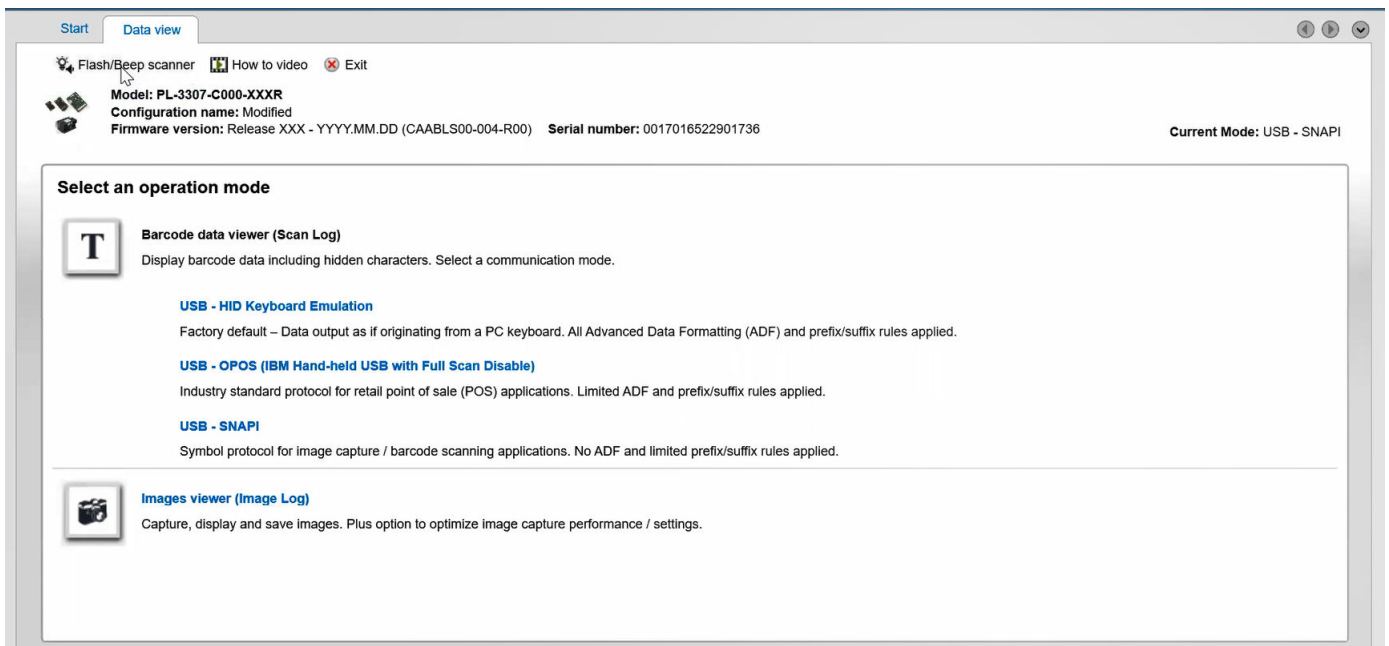 Start Data view
Flash/Beep scanner How to video Exit
Model: PL-3307-C000-XXXR
Configuration name: Modified
Firmware version: Release XXX - YYYY.MM.DD (CAABLS00-004-R00) Serial number: 0017016522901736
Current Mode: USB - SNAPI
Select an operation mode
T
Barcode data viewer (Scan Log)
Display barcode data including hidden characters. Select a communication mode.
USB - HID Keyboard Emulation
Factory default – Data output as if originating from a PC keyboard. All Advanced Data Formatting (ADF) and prefix/suffix rules applied.
USB - OPOS (IBM Hand-held USB with Full Scan Disable)
Industry standard protocol for retail point of sale (POS) applications. Limited ADF and prefix/suffix rules applied.
USB - SNAPI
Symbol protocol for image capture / barcode scanning applications. No ADF and limited prefix/suffix rules applied.
Images viewer (Image Log)
Capture, display and save images. Plus option to optimize image capture performance / settings.